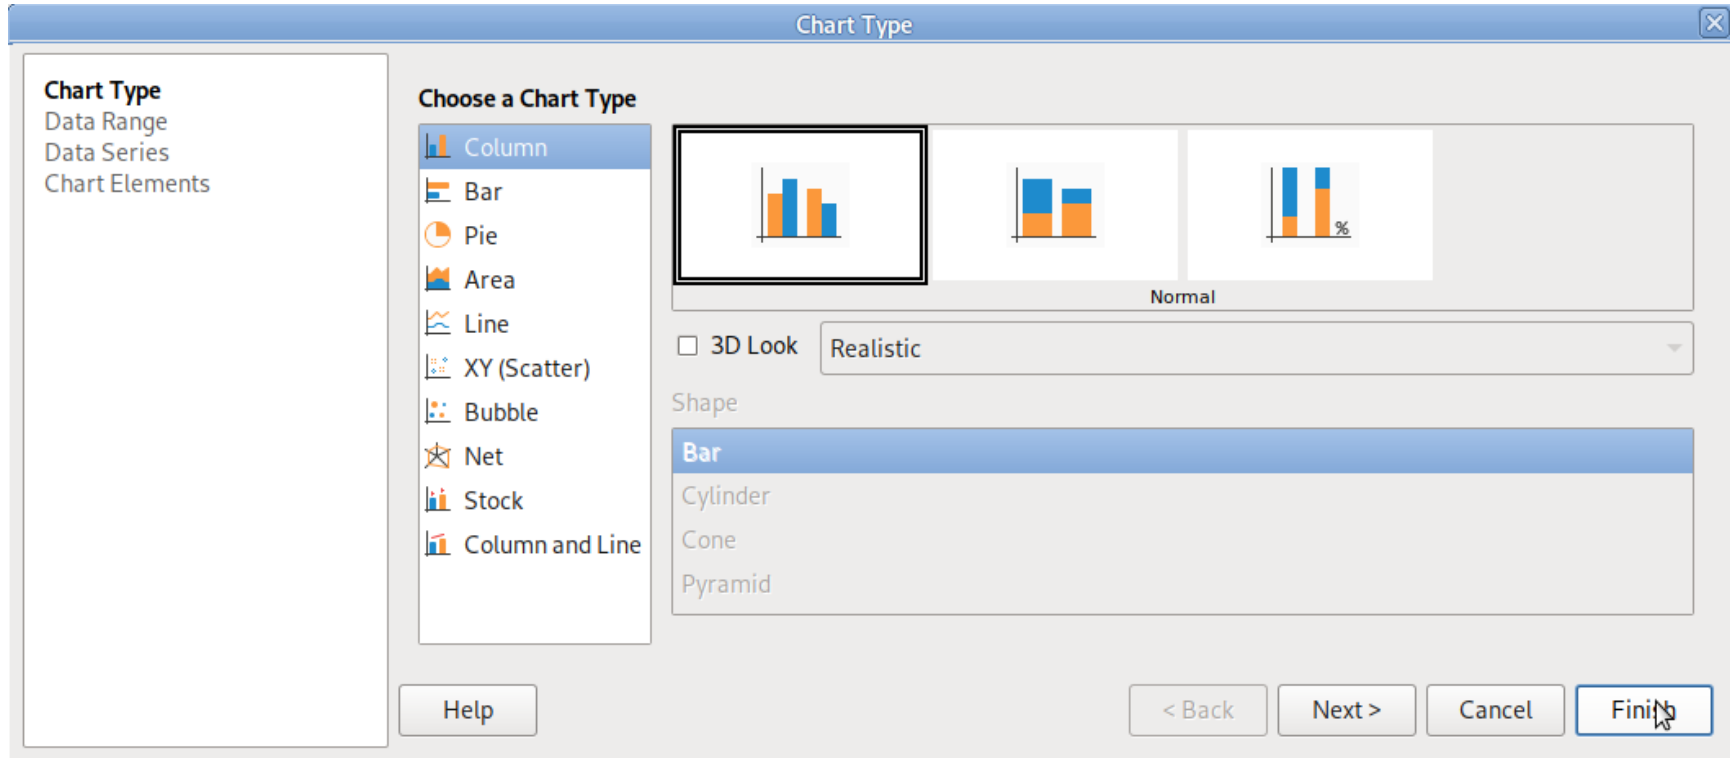 Chart Type
Chart Type
Data Range
Data Series
Chart Elements
Choose a Chart Type
Column
Bar
Pie
Area
Line
XY (Scatter)
Bubble
Net
Stock
Column and Line
%
Normal
3D Look
Realistic
Shape
Bar
Cylinder
Cone
Pyramid
Help
< Back
Next >
Cancel
Finish